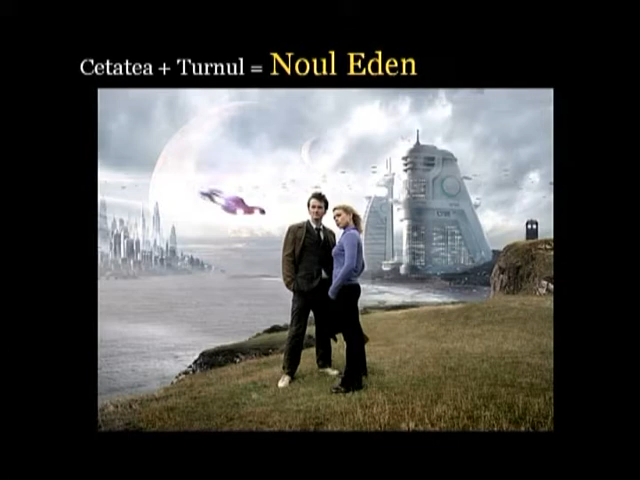 Cetatea + Turnul = Noul Eden